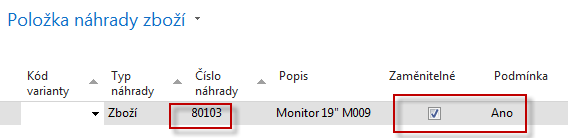 Položka náhrady zboží
Kód varianty Typ náhrady Číslo náhrady Popis Zaměnitelné Podmínka
Zboží 80103 Monitor 19" M009 Ano